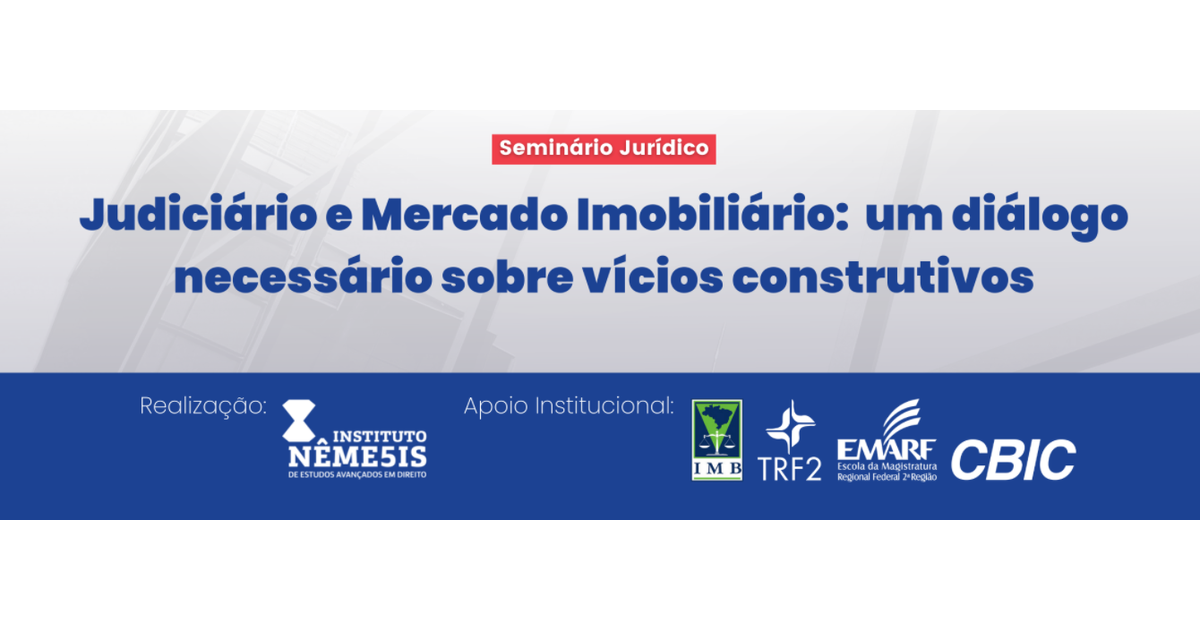 Seminário Jurídico
Judiciário e Mercado Imobiliário: um diálogo
necessário sobre vícios construtivos
Realização:
INSTITUTO
NÊME5IS
DE ESTUDOS AVANÇADOS EM DIREITO
Apoio Institucional:
IMB
TRF2
EMARF
Escola da Magistratura
Regional Federal 2ª Região
CBIC